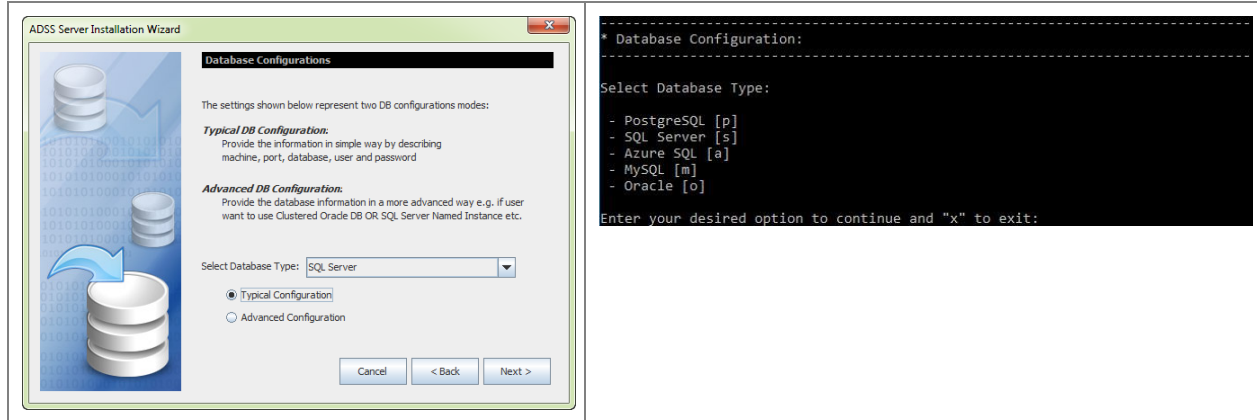 ADSS Server Installation Wizard
Database Configurations
The settings shown below represent two DB configurations modes:
Typical DB Configuration:
Provide the information in simple way by describing
machine, port, database, user and password
Advanced DB Configuration:
Provide the database information in a more advanced way e.g. if user
want to use Clustered Oracle DB OR SQL Server Named Instance etc.
Select Database Type: SQL Server
Typical Configuration
Advanced Configuration
Cancel < Back Next >
--------------------------------------------------------------------------------
* Database Configuration:
--------------------------------------------------------------------------------
Select Database Type:
- PostgreSQL [p]
- SQL Server [s]
- Azure SQL [a]
- MySQL [m]
- Oracle [o]
Enter your desired option to continue and "x" to exit: